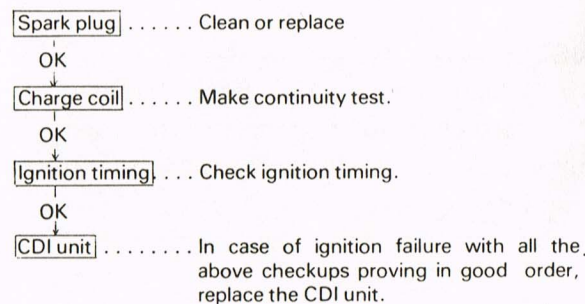 Spark plug ...... Clean or replace
OK
Charge coil ...... Make continuity test.
OK
Ignition timing .... Check ignition timing.
OK
CDI unit ........ In case of ignition failure with all the
above checkups proving in good order,
replace the CDI unit.